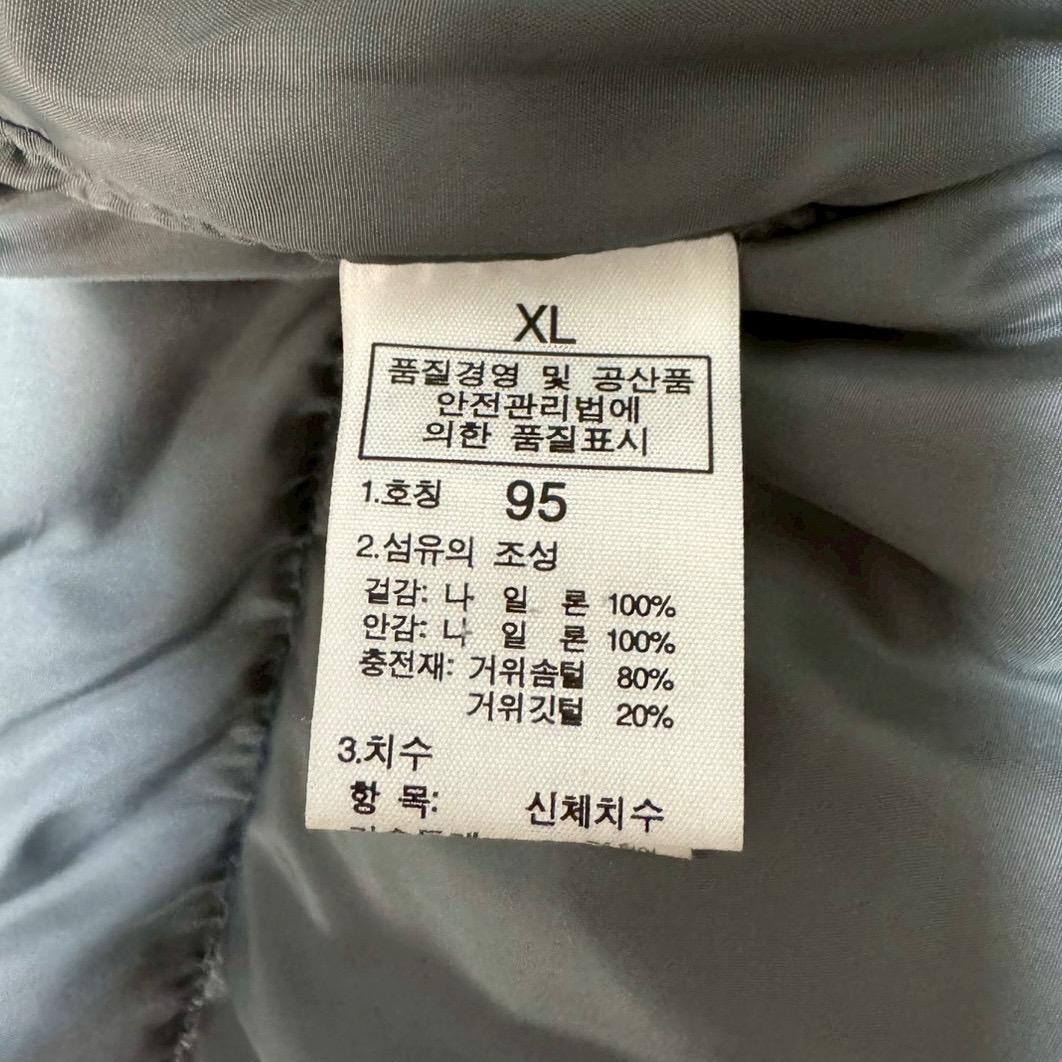 XL
품질경영 및 공산품
안전관리법에
의한 품질표시
1.호칭 95
2.섬유의 조성
겉감: 나 일 론 100%
안감: 나 일 론 100%
충전재: 거위솜털 80%
거위깃털 20%
3.치수
항 목: 신체치수